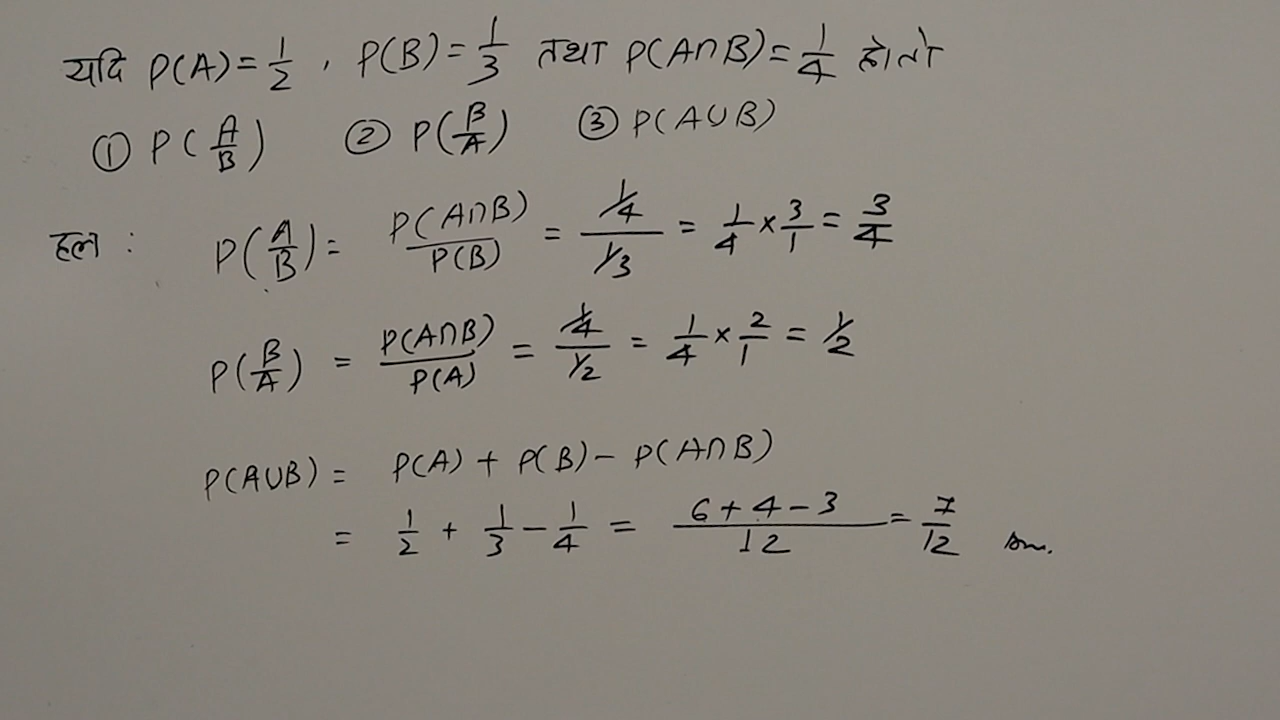 यदि P(A)=1/2 , P(B)=1/3 तथा P(A∩B)=1/4 हो तो
① P(A/B) ② P(B/A) ③ P(A∪B)
हल : P(A/B) = P(A∩B)/P(B) = (1/4)/(1/3) = 1/4 × 3/1 = 3/4
P(B/A) = P(A∩B)/P(A) = (1/4)/(1/2) = 1/4 × 2/1 = 1/2
P(A∪B) = P(A) + P(B) − P(A∩B)
= 1/2 + 1/3 − 1/4 = (6+4−3)/12 = 7/12 Ans.